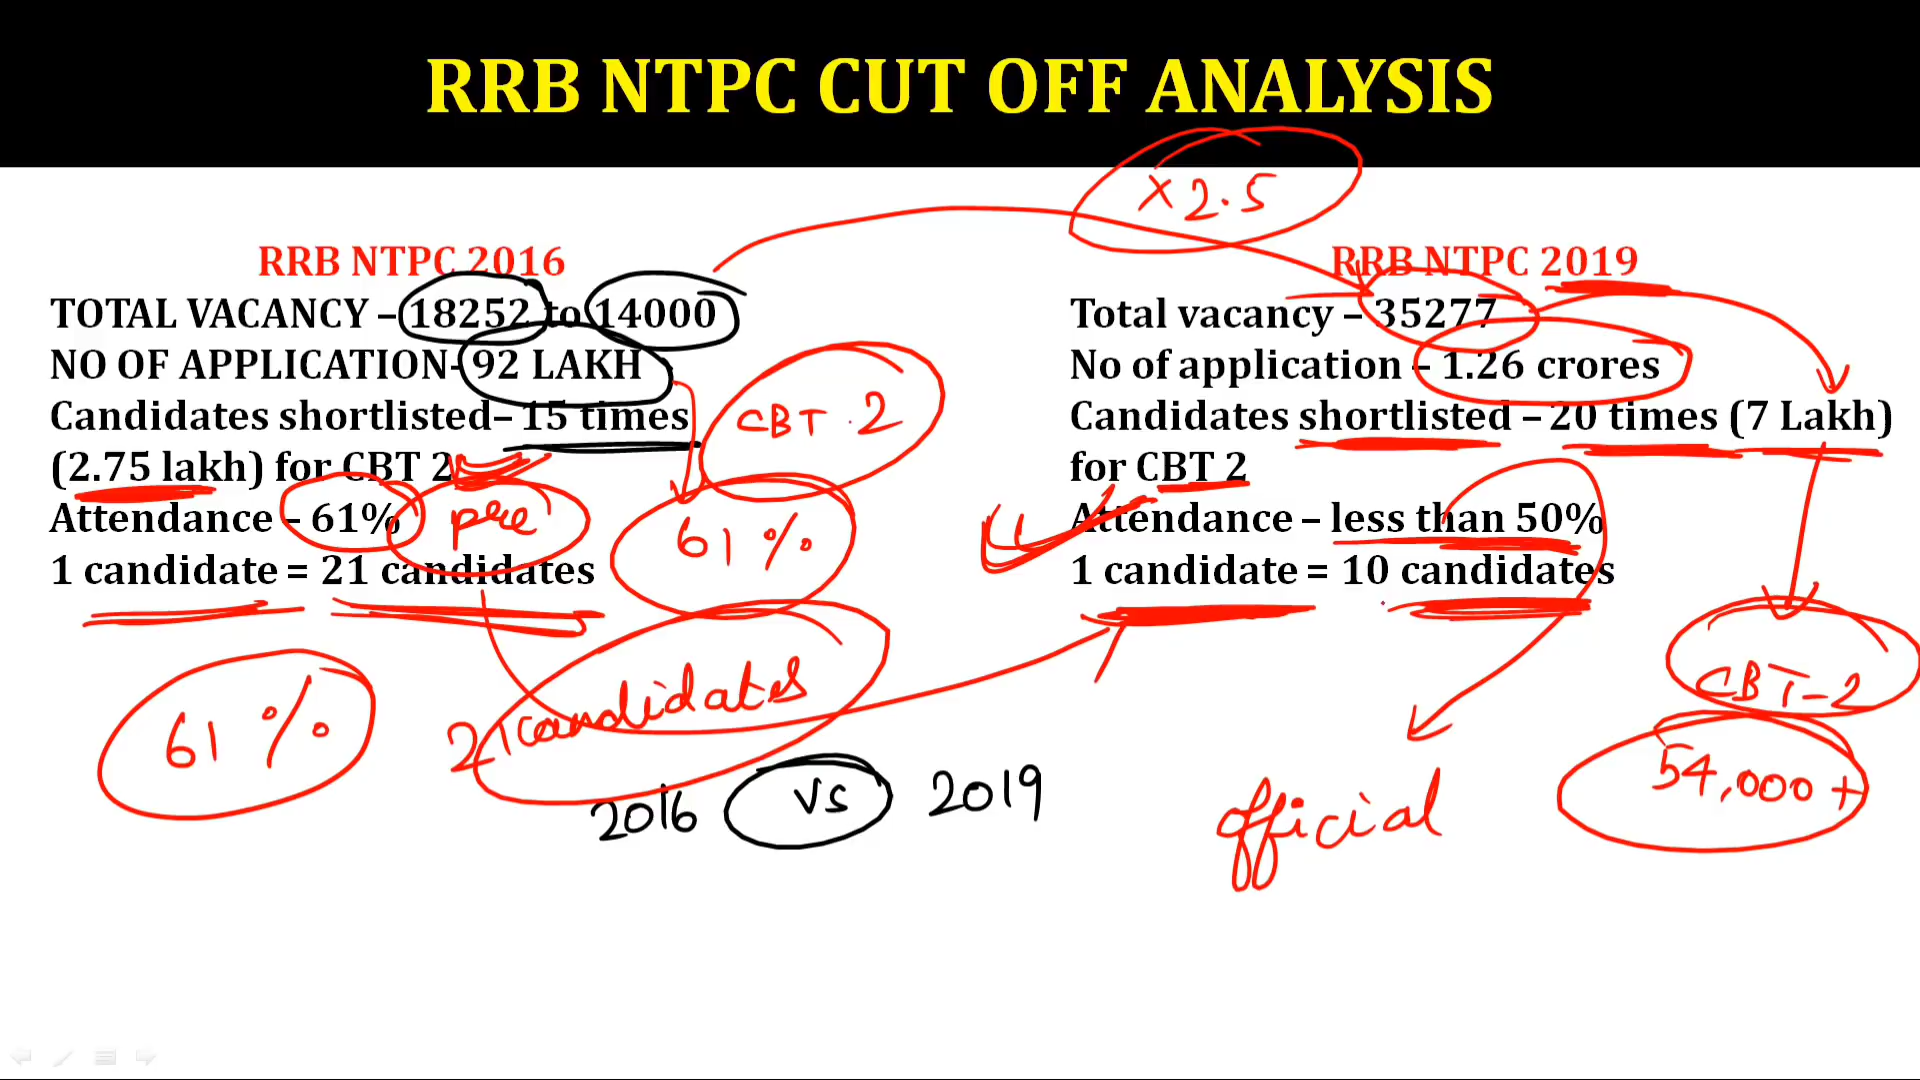 RRB NTPC CUT OFF ANALYSIS
× 2.5
RRB NTPC 2016
TOTAL VACANCY – 18252 to 14000
NO OF APPLICATION- 92 LAKH
Candidates shortlisted– 15 times
(2.75 lakh) for CBT 2
Attendance – 61%
1 candidate = 21 candidates
CBT 2
pre
61 %
61 %
21 candidates
2016 vs 2019
RRB NTPC 2019
Total vacancy – 35277
No of application – 1.26 crores
Candidates shortlisted – 20 times (7 Lakh)
for CBT 2
Attendance – less than 50%
1 candidate = 10 candidates
CBT-2
54,000 +
official